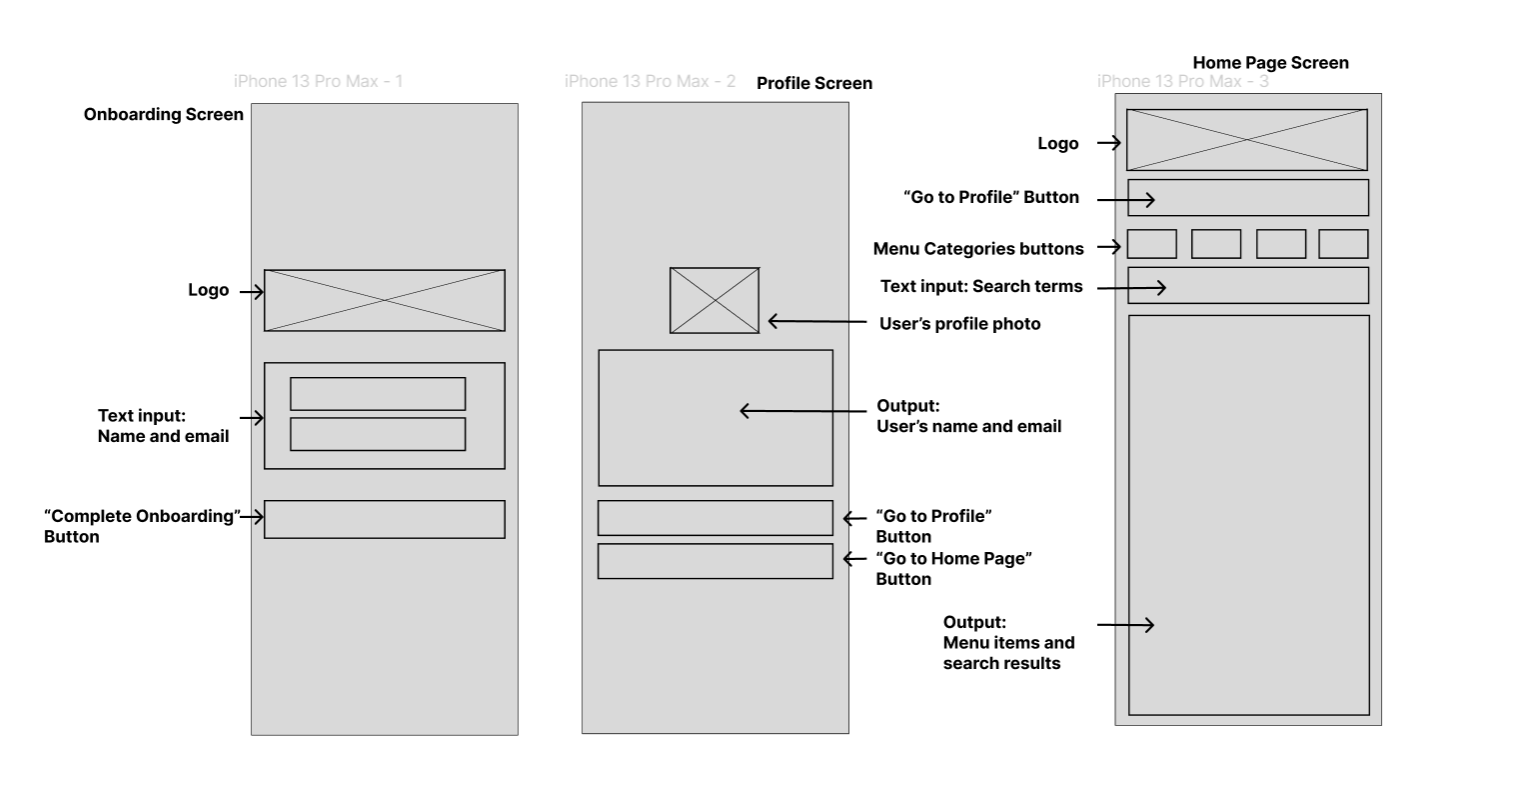 iPhone 13 Pro Max - 1
Onboarding Screen
Logo
Text input:
Name and email
“Complete Onboarding”
Button
iPhone 13 Pro Max - 2
Profile Screen
User’s profile photo
Output:
User’s name and email
“Go to Profile”
Button
“Go to Home Page”
Button
Home Page Screen
iPhone 13 Pro Max - 3
Logo
“Go to Profile” Button
Menu Categories buttons
Text input: Search terms
Output:
Menu items and
search results